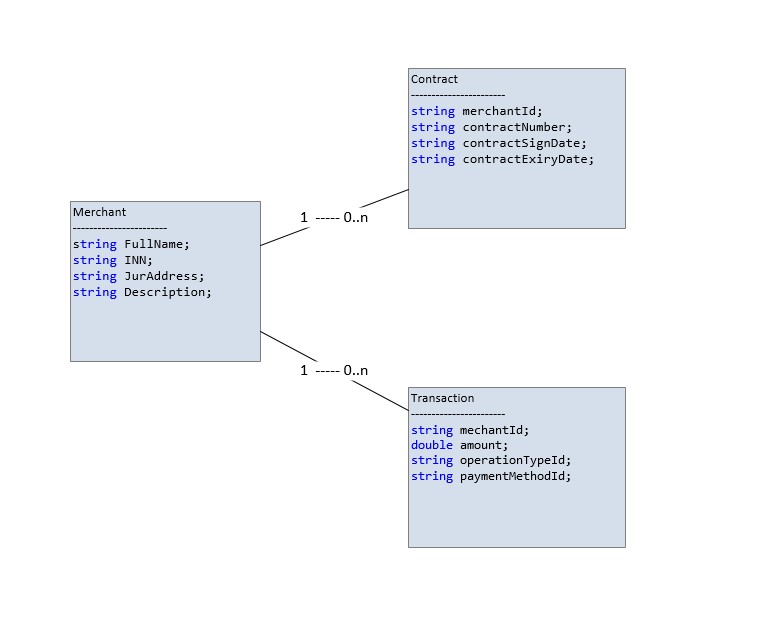 Contract
-----------------------
string merchantId;
string contractNumber;
string contractSignDate;
string contractExiryDate;
1 ----- 0..n
Merchant
-----------------------
string FullName;
string INN;
string JurAddress;
string Description;
1 ----- 0..n
Transaction
-----------------------
string mechantId;
double amount;
string operationTypeId;
string paymentMethodId;